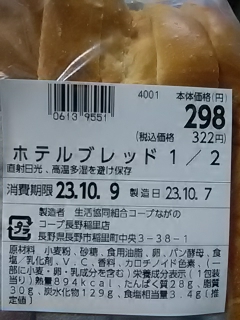 0613 9551
4001 本体価格(円)
298
(税込価格 322円)
ホテルブレッド 1/2
直射日光、高温多湿を避け保存
消費期限 23.10. 9 製造日 23.10. 7
プラ
製造者 生活協同組合コープながの
コープ長野稲里店
長野県長野市稲里町中央3-38-1
原材料 小麦粉、砂糖、食用油脂、卵、パン酵母、食
塩、乳化剤、V.C、香料、カロチノイド色素、(一
部に小麦・卵・乳成分を含む)栄養成分表示(1包装
当り)熱量894kcal、たんぱく質28g、脂質
30g、炭水化物129g、食塩相当量3.4g(推定
値)